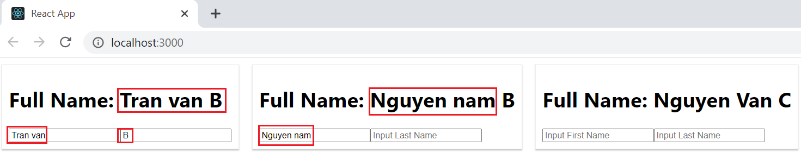 React App
localhost:3000
Full Name: Tran van B
Tran van
B
Full Name: Nguyen nam B
Nguyen nam
Input Last Name
Full Name: Nguyen Van C
Input First Name
Input Last Name